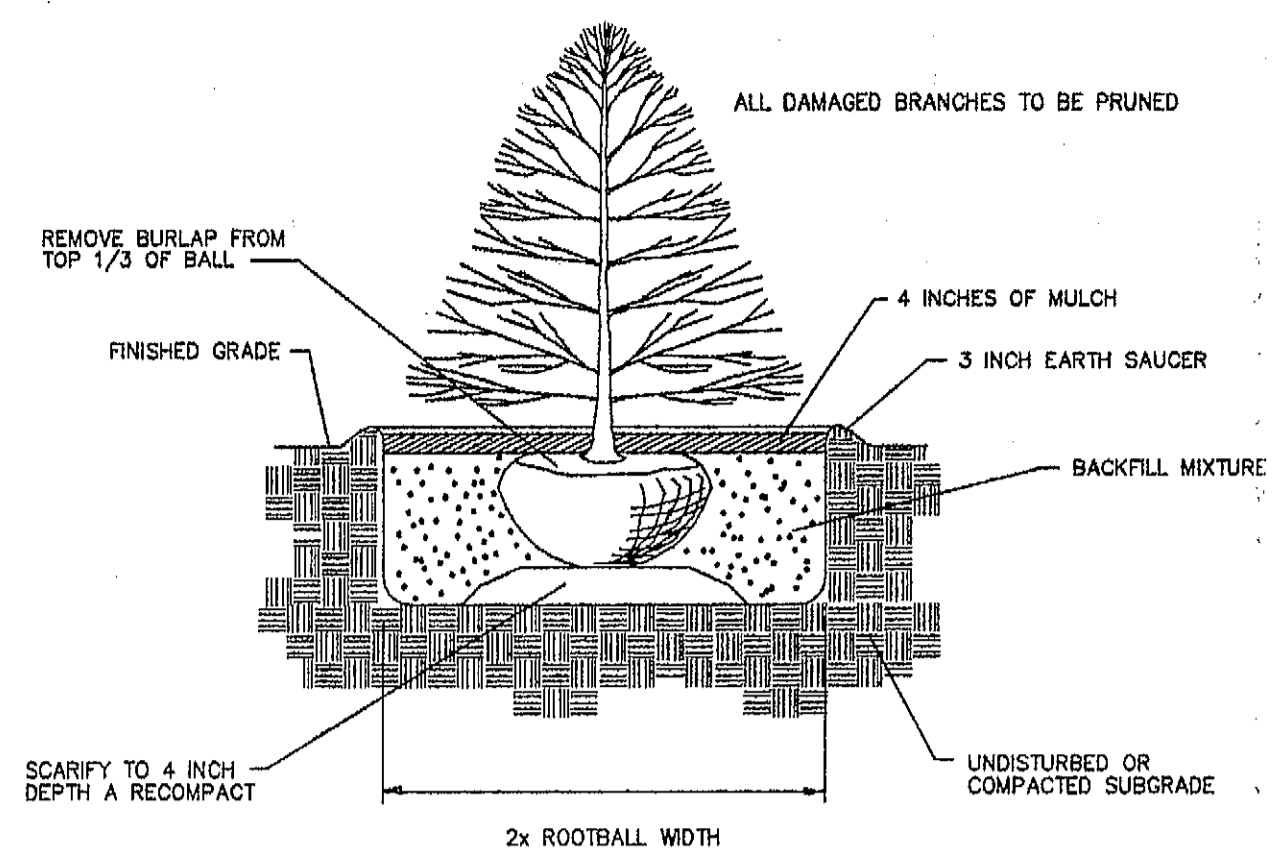 ALL DAMAGED BRANCHES TO BE PRUNED
REMOVE BURLAP FROM
TOP 1/3 OF BALL
4 INCHES OF MULCH
FINISHED GRADE
3 INCH EARTH SAUCER
BACKFILL MIXTURE
SCARIFY TO 4 INCH
DEPTH A RECOMPACT
UNDISTURBED OR
COMPACTED SUBGRADE
2x ROOTBALL WIDTH